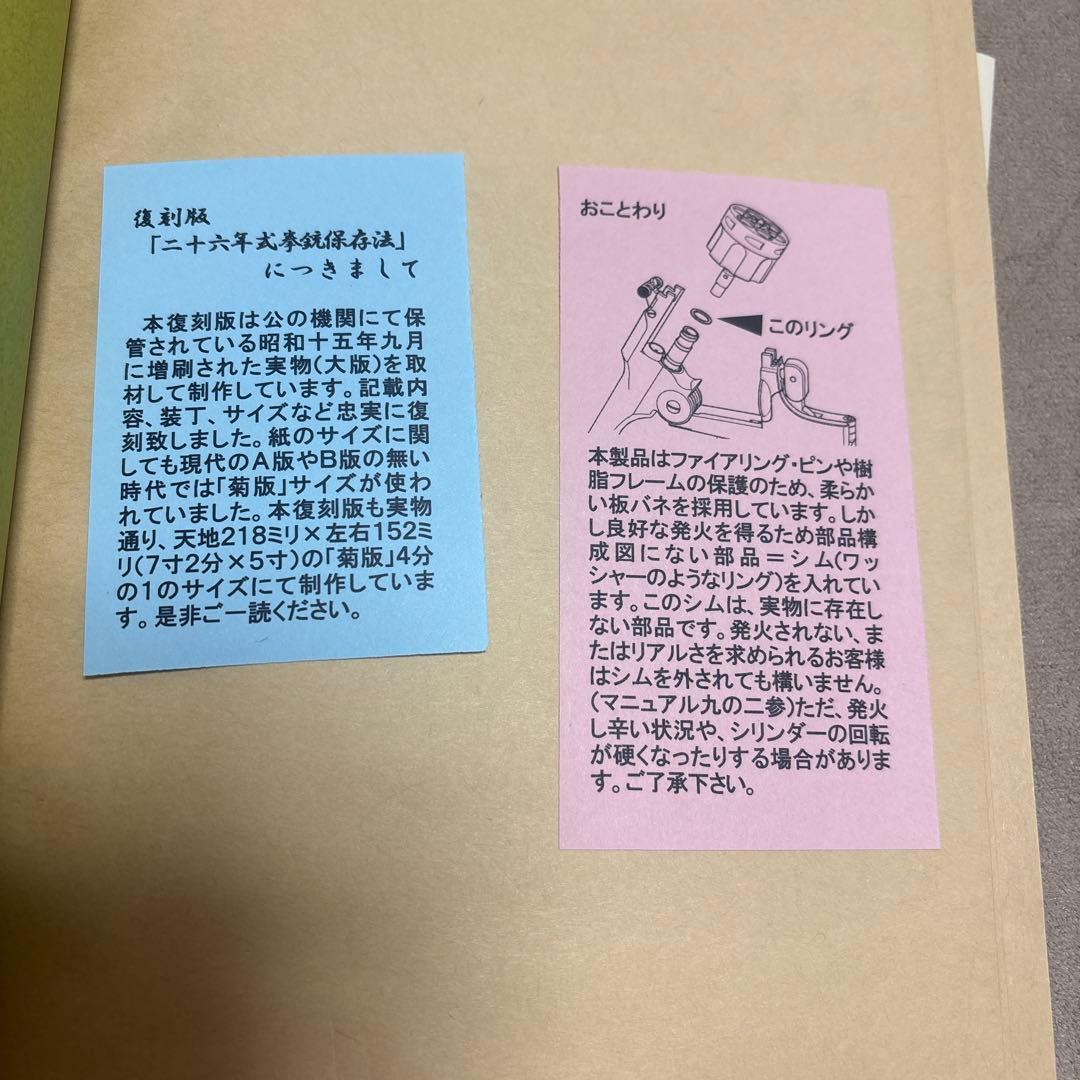 復刻版
「二十六年式拳銃保存法」
につきまして
本復刻版は公の機関にて保
管されている昭和十五年九月
に増刷された実物(大版)を取
材して制作しています。記載内
容、装丁、サイズなど忠実に復
刻致しました。紙のサイズに関
しても現代のA版やB版の無い
時代では「菊版」サイズが使わ
れていました。本復刻版も実物
通り、天地218ミリ×左右152ミ
リ(7寸2分×5寸)の「菊版」4分
の1のサイズにて制作していま
す。是非ご一読ください。
おことわり
このリング
本製品はファイアリング・ピンや樹
脂フレームの保護のため、柔らか
い板バネを採用しています。しか
し良好な発火を得るため部品構
成図にない部品＝シム(ワッ
シャーのようなリング)を入れてい
ます。このシムは、実物に存在し
ない部品です。発火されない、ま
たはリアルさを求められるお客様
はシムを外されても構いません。
(マニュアル九の二参)ただ、発火
し辛い状況や、シリンダーの回転
が硬くなったりする場合がありま
す。ご了承下さい。